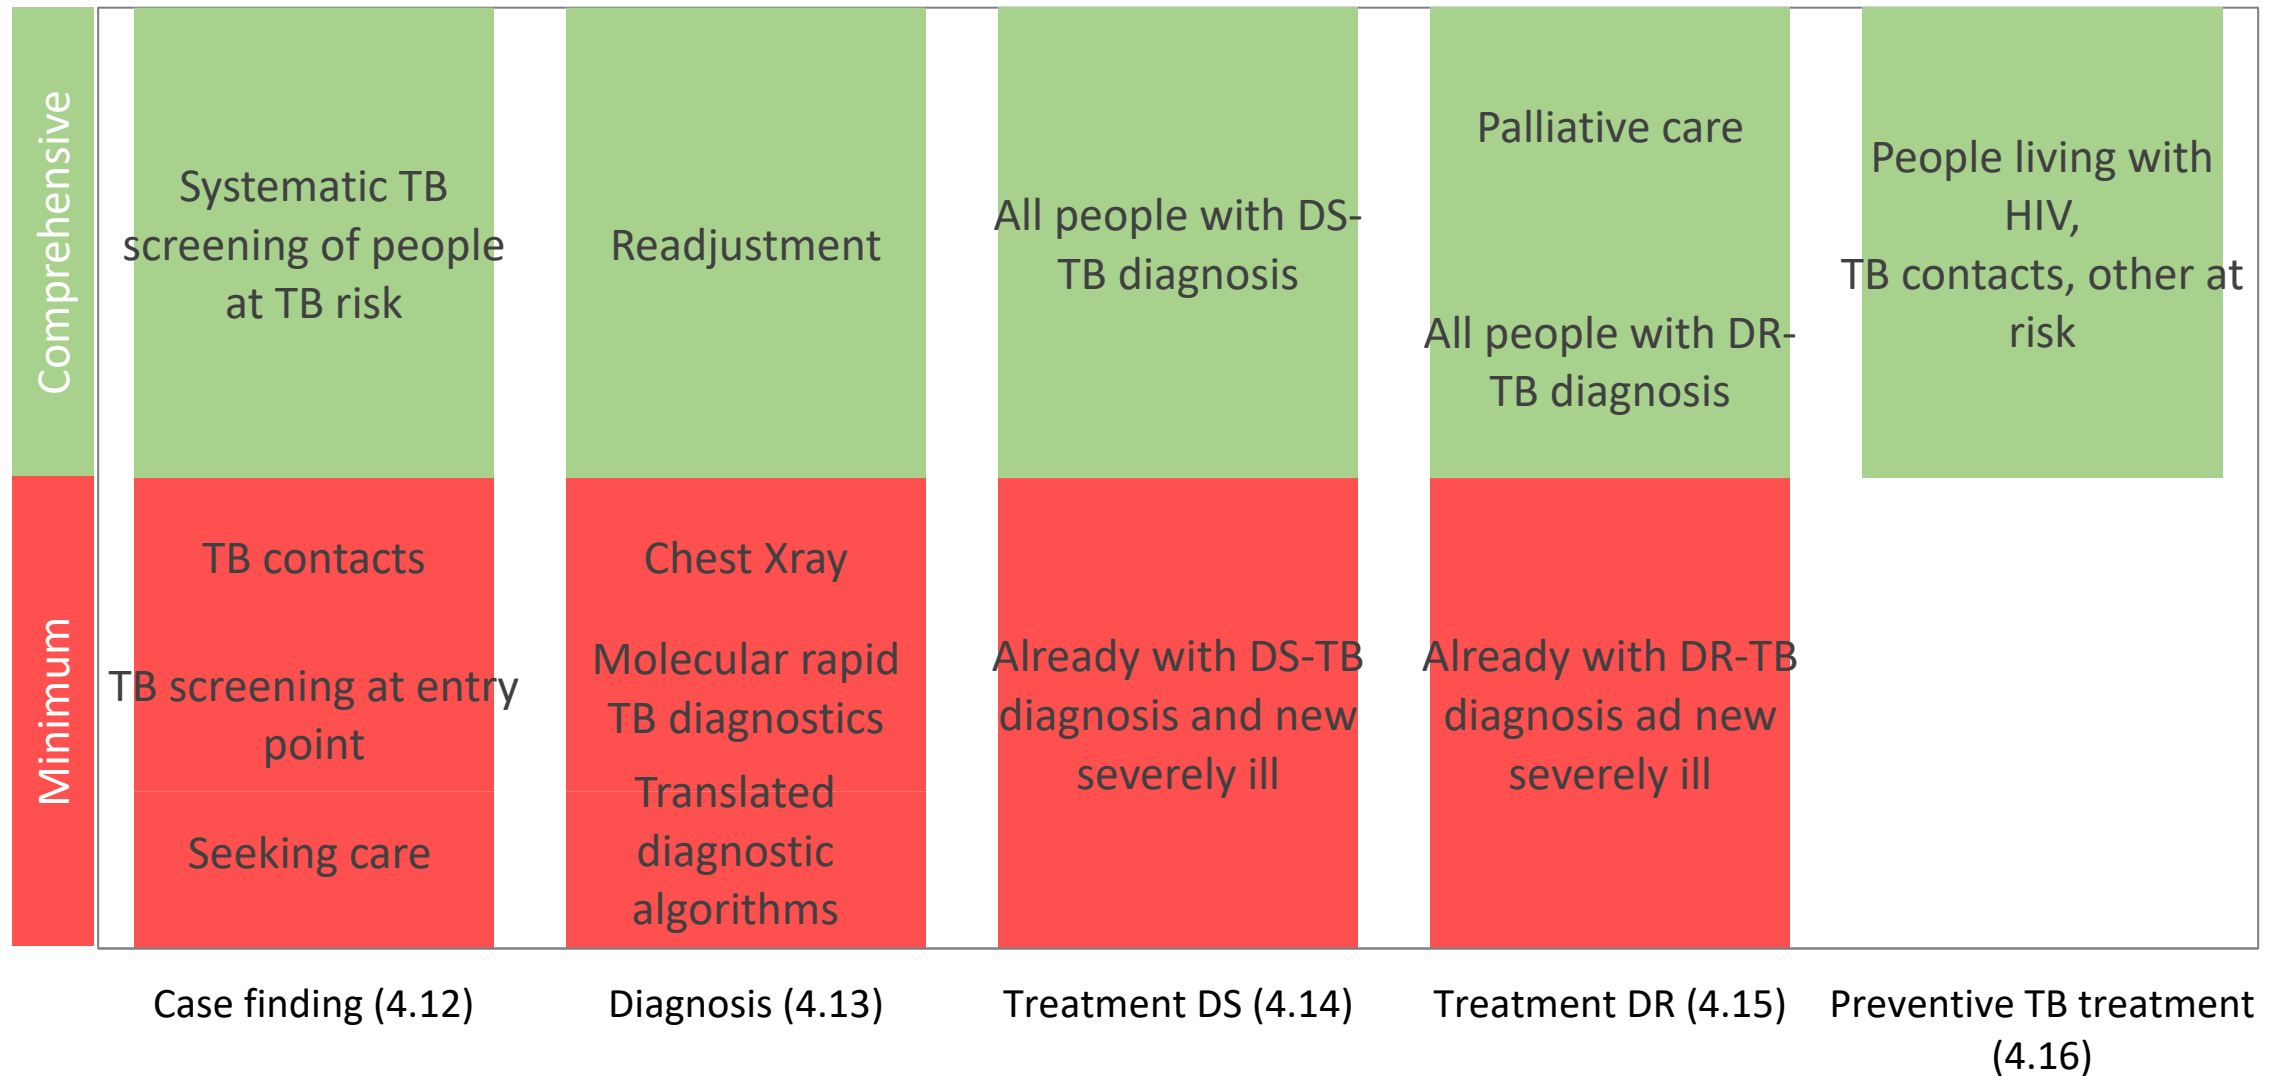 Comprehensive
Systematic TB
screening of people
at TB risk
Readjustment
All people with DS-
TB diagnosis
Palliative care
All people with DR-
TB diagnosis
People living with
HIV,
TB contacts, other at
risk
Minimum
TB contacts
TB screening at entry
point
Seeking care
Chest Xray
Molecular rapid
TB diagnostics
Translated
diagnostic
algorithms
Already with DS-TB
diagnosis and new
severely ill
Already with DR-TB
diagnosis ad new
severely ill
Case finding (4.12)
Diagnosis (4.13)
Treatment DS (4.14)
Treatment DR (4.15)
Preventive TB treatment
(4.16)